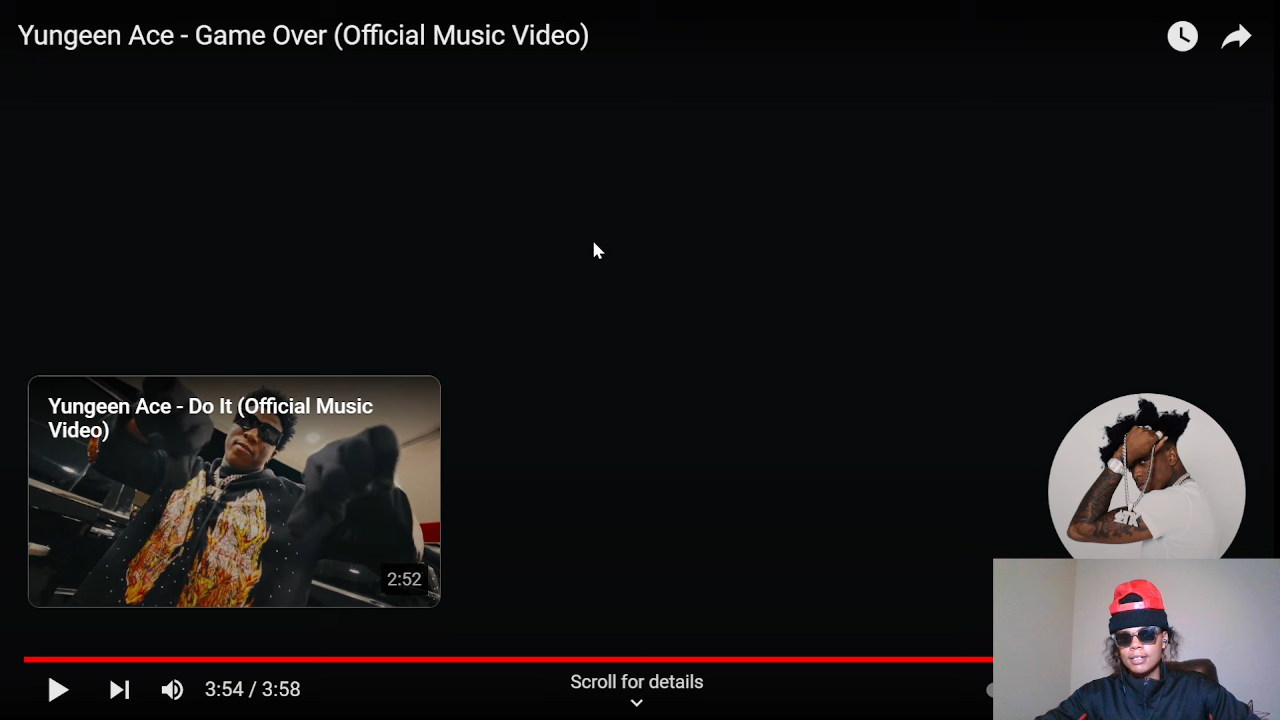 Yungeen Ace - Game Over (Official Music Video)
Yungeen Ace - Do It (Official Music
Video)
2:52
3:54 / 3:58
Scroll for details